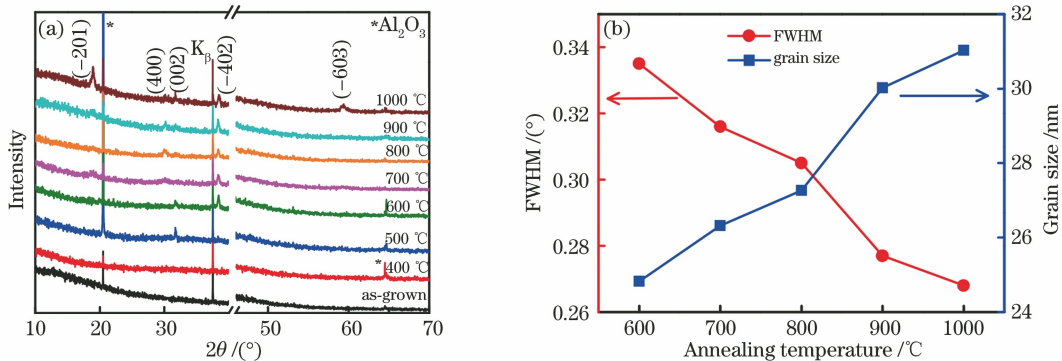 (a)
*
*Al₂O₃
(−201)
(400)
(002)
Kᵦ
(−402)
(−603)
1000 ℃
900 ℃
800 ℃
700 ℃
600 ℃
500 ℃
* 400 ℃
as-grown
Intensity
10 20 30 50 60 70
2θ /(°)
(b)
FWHM
grain size
0.34
0.32
0.30
0.28
0.26
FWHM /(°)
32
30
28
26
24
Grain size /nm
600 700 800 900 1000
Annealing temperature /℃